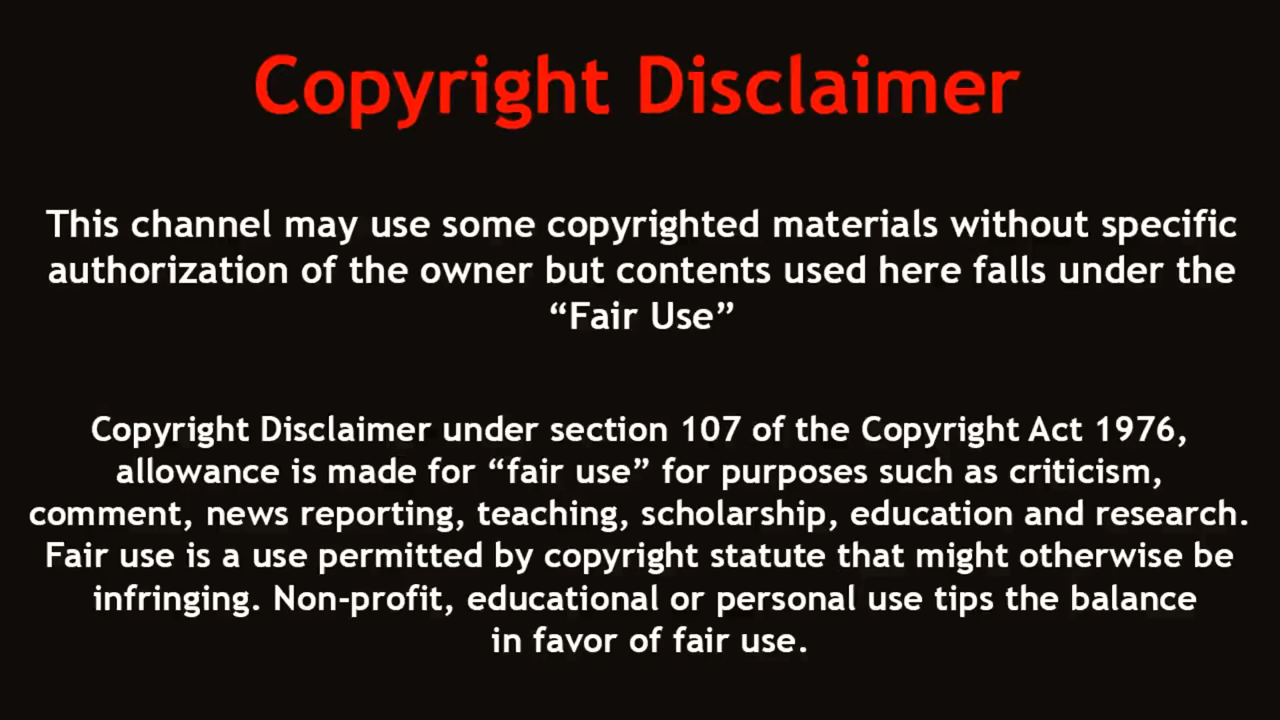 Copyright Disclaimer
This channel may use some copyrighted materials without specific
authorization of the owner but contents used here falls under the
“Fair Use”
Copyright Disclaimer under section 107 of the Copyright Act 1976,
allowance is made for “fair use” for purposes such as criticism,
comment, news reporting, teaching, scholarship, education and research.
Fair use is a use permitted by copyright statute that might otherwise be
infringing. Non-profit, educational or personal use tips the balance
in favor of fair use.